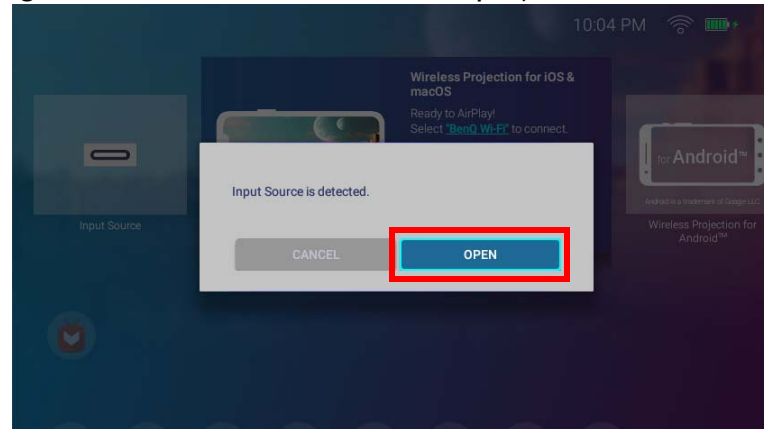 10:04 PM
Wireless Projection for iOS &
macOS
Ready to AirPlay!
Select "BenQ Wi-Fi" to connect.
for Android™
Android is a trademark of Google LLC.
Input Source
Wireless Projection for
Android™
Input Source is detected.
CANCEL
OPEN